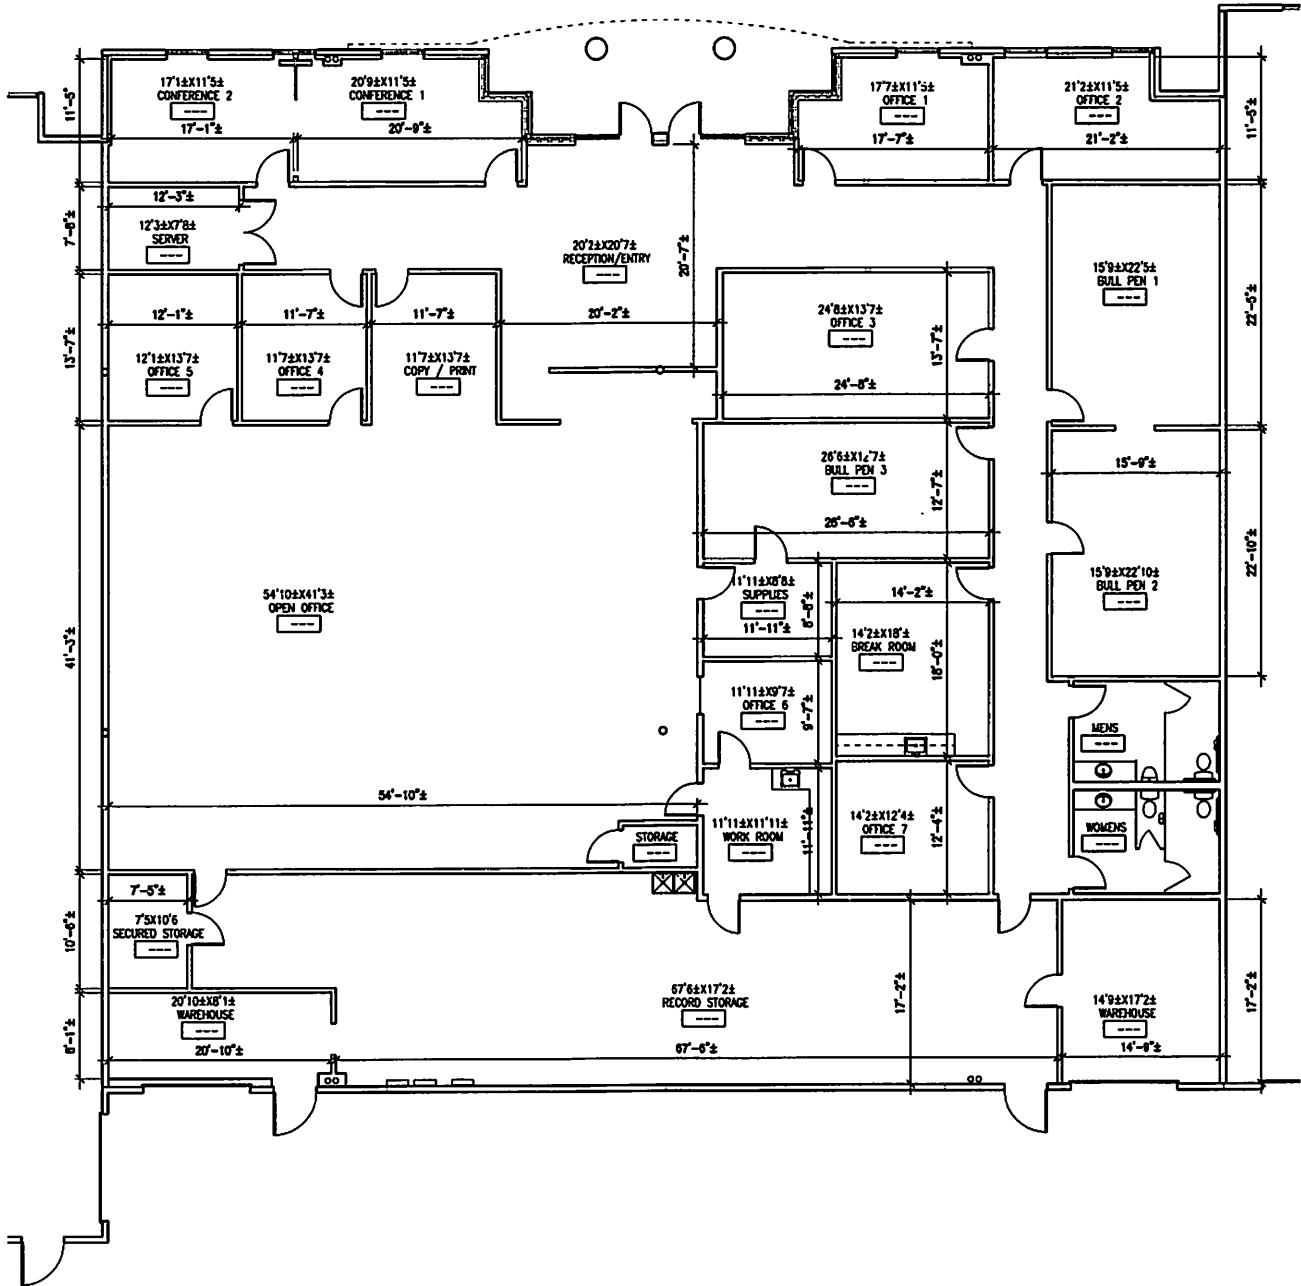 17'1±X11'5±
CONFERENCE 2
---
17'-1"±
20'9±X11'5±
CONFERENCE 1
---
20'-9"±
17'7±X11'5±
OFFICE 1
---
17'-7"±
21'2±X11'5±
OFFICE 2
---
21'-2"±
11'-5"
11'-5"±
12'-3"±
12'3±X7'8±
SERVER
---
7'-8"±
20'2±X20'7±
RECEPTION/ENTRY
---
20'-7"±
20'-2"±
15'9±X22'5±
BULL PEN 1
---
22'-5"±
12'-1"±
12'1±X13'7±
OFFICE 5
---
13'-7"±
11'-7"±
11'7±X13'7±
OFFICE 4
---
11'-7"±
11'7±X13'7±
COPY / PRINT
---
24'8±X13'7±
OFFICE 3
---
13'-7"±
24'-8"±
26'6±X12'7±
BULL PEN 3
---
12'-7"±
26'-6"±
15'-9"±
15'9±X22'10±
BULL PEN 2
---
22'-10"±
54'10±X41'3±
OPEN OFFICE
---
41'-3"±
54'-10"±
11'11±X8'8±
SUPPLIES
---
8'-8"±
11'-11"±
14'-2"±
14'2±X18'±
BREAK ROOM
---
18'-0"±
11'11±X9'7±
OFFICE 6
---
9'-7"±
MENS
---
WOMENS
---
STORAGE
---
11'11±X11'11±
WORK ROOM
---
11'-11"±
14'2±X12'4±
OFFICE 7
---
12'-4"±
7'-5"±
7'5X10'6
SECURED STORAGE
---
10'-6"±
20'10±X8'1±
WAREHOUSE
---
8'-1"±
20'-10"±
67'6±X17'2±
RECORD STORAGE
---
17'-2"±
67'-6"±
14'9±X17'2±
WAREHOUSE
---
14'-9"±
17'-2"±